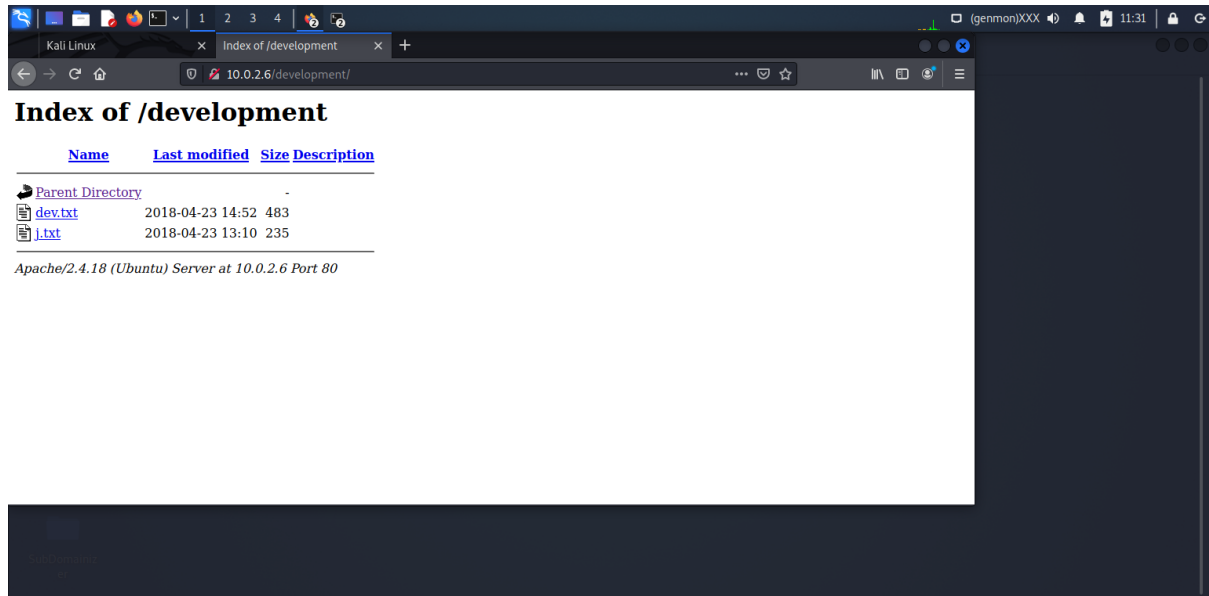 1 2 3 4 2 2 (genmon)XXX 11:31
Kali Linux Index of /development
10.0.2.6/development/
Index of /development
Name Last modified Size Description
Parent Directory -
dev.txt 2018-04-23 14:52 483
j.txt 2018-04-23 13:10 235
Apache/2.4.18 (Ubuntu) Server at 10.0.2.6 Port 80